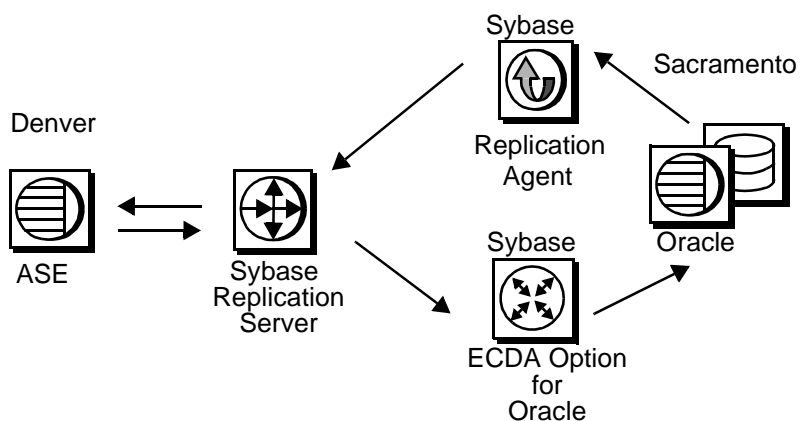 Sybase
Sacramento
Denver
Replication
Agent
Oracle
ASE
Sybase
Replication
Server
Sybase
ECDA Option
for
Oracle